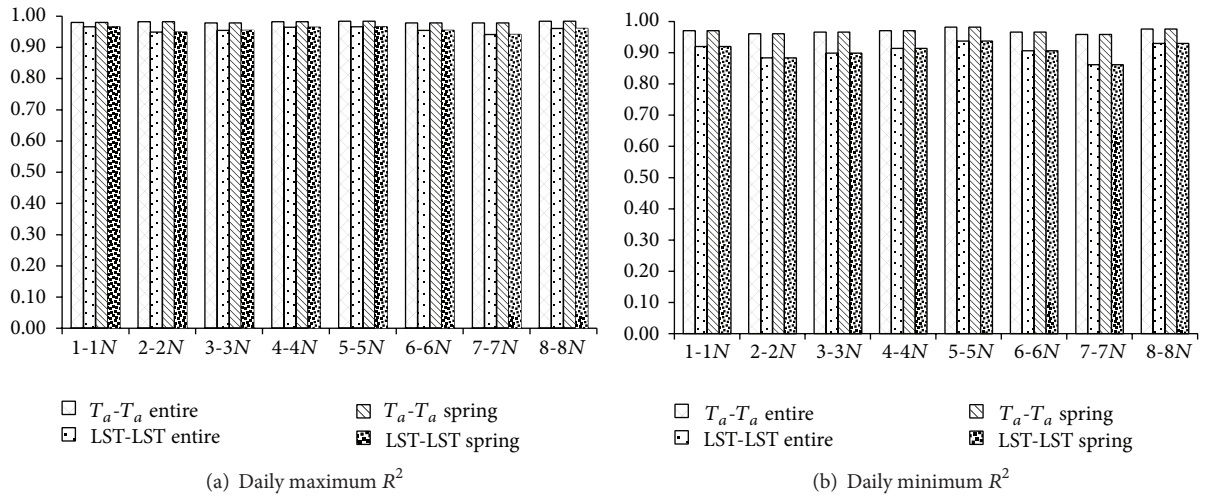 1.00
0.90
0.80
0.70
0.60
0.50
0.40
0.30
0.20
0.10
0.00
1-1N 2-2N 3-3N 4-4N 5-5N 6-6N 7-7N 8-8N
Ta-Ta entire
LST-LST entire
Ta-Ta spring
LST-LST spring
(a) Daily maximum R²
1.00
0.90
0.80
0.70
0.60
0.50
0.40
0.30
0.20
0.10
0.00
1-1N 2-2N 3-3N 4-4N 5-5N 6-6N 7-7N 8-8N
Ta-Ta entire
LST-LST entire
Ta-Ta spring
LST-LST spring
(b) Daily minimum R²